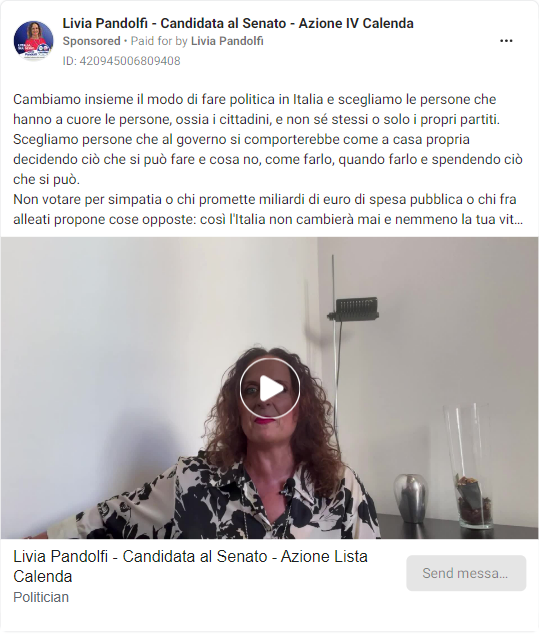 Livia Pandolfi - Candidata al Senato - Azione IV Calenda
Sponsored • Paid for by Livia Pandolfi
ID: 420945006809408
Cambiamo insieme il modo di fare politica in Italia e scegliamo le persone che
hanno a cuore le persone, ossia i cittadini, e non sé stessi o solo i propri partiti.
Scegliamo persone che al governo si comporterebbe come a casa propria
decidendo ciò che si può fare e cosa no, come farlo, quando farlo e spendendo ciò
che si può.
Non votare per simpatia o chi promette miliardi di euro di spesa pubblica o chi fra
alleati propone cose opposte: così l'Italia non cambierà mai e nemmeno la tua vit...
Livia Pandolfi - Candidata al Senato - Azione Lista
Calenda
Politician
Send messa...